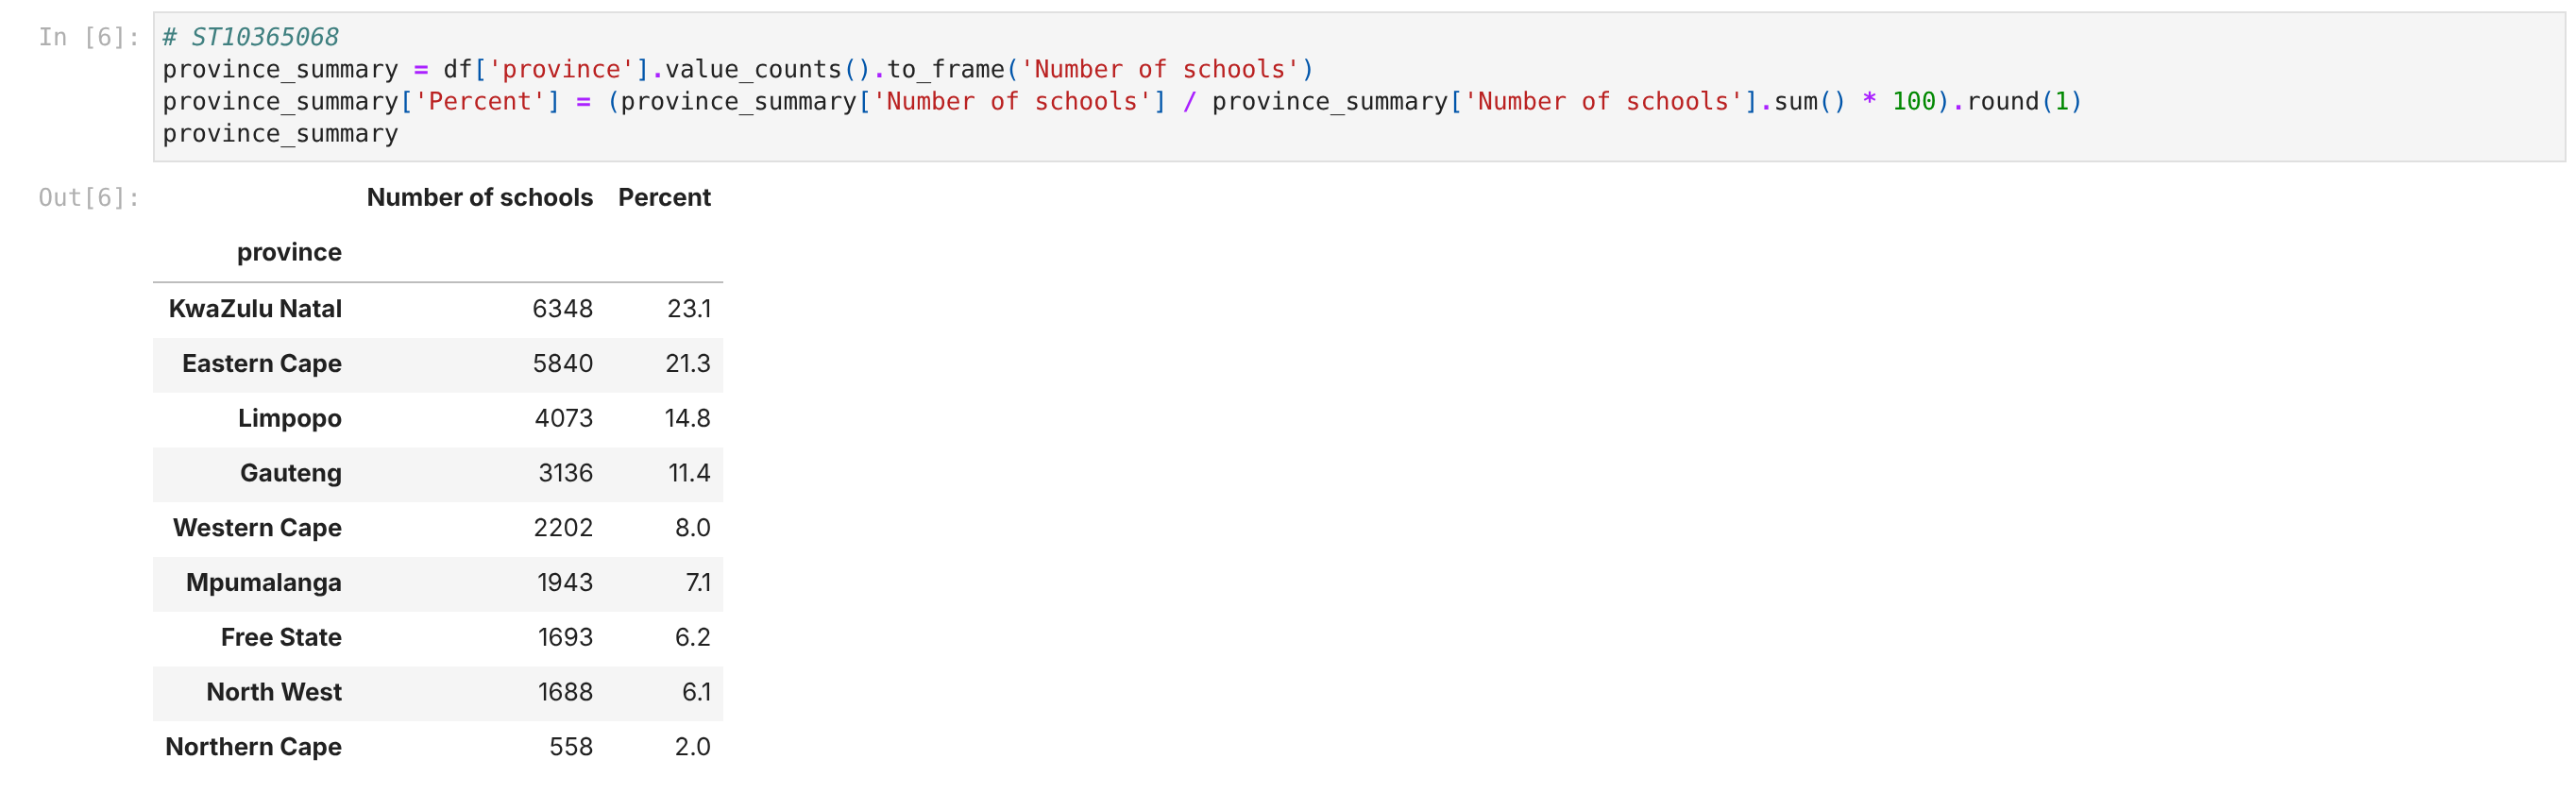 In [6]:
# ST10365068
province_summary = df['province'].value_counts().to_frame('Number of schools')
province_summary['Percent'] = (province_summary['Number of schools'] / province_summary['Number of schools'].sum() * 100).round(1)
province_summary
Out[6]:
Number of schools Percent
province
KwaZulu Natal 6348 23.1
Eastern Cape 5840 21.3
Limpopo 4073 14.8
Gauteng 3136 11.4
Western Cape 2202 8.0
Mpumalanga 1943 7.1
Free State 1693 6.2
North West 1688 6.1
Northern Cape 558 2.0